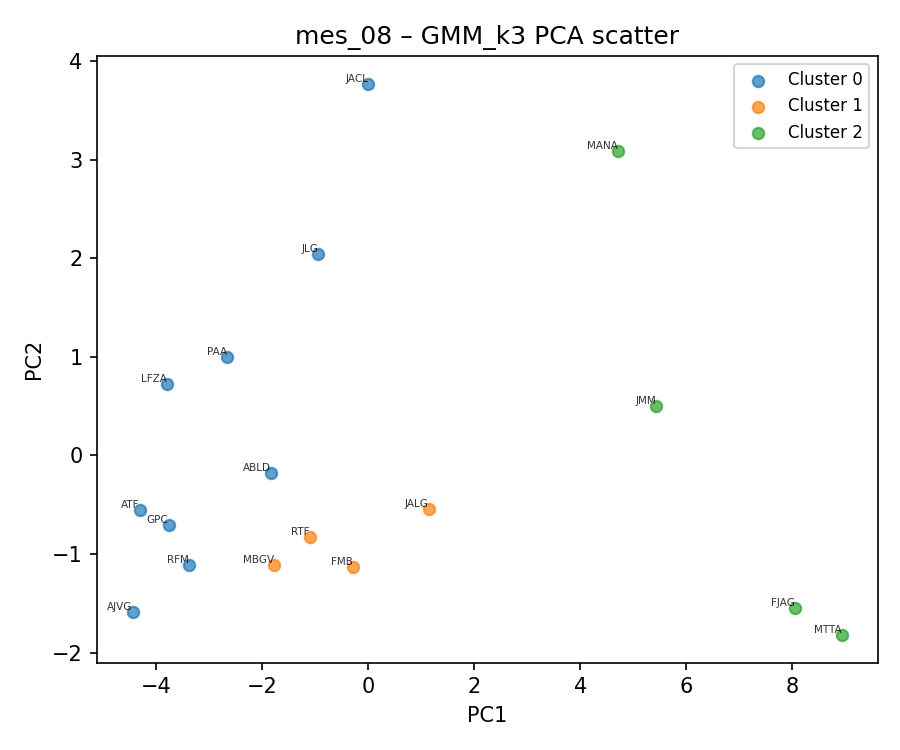 mes_08 – GMM_k3 PCA scatter
Cluster 0
Cluster 1
Cluster 2
PC2
4
3
2
1
0
−1
−2
JACL
MANA
JLG
PAA
LFZA
JMM
ABLD
ATF
GPC
JALG
RTF
RFM
MBGV
FMB
AJVG
FJAG
MTTA
−4
−2
0
2
4
6
8
PC1